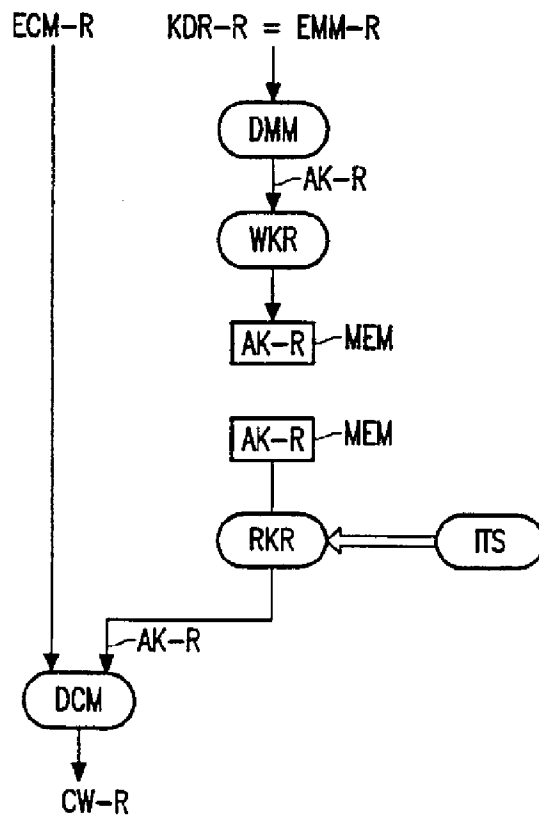 ECM-R
KDR-R = EMM-R
DMM
AK-R
WKR
AK-R MEM
AK-R MEM
RKR
ITS
AK-R
DCM
CW-R